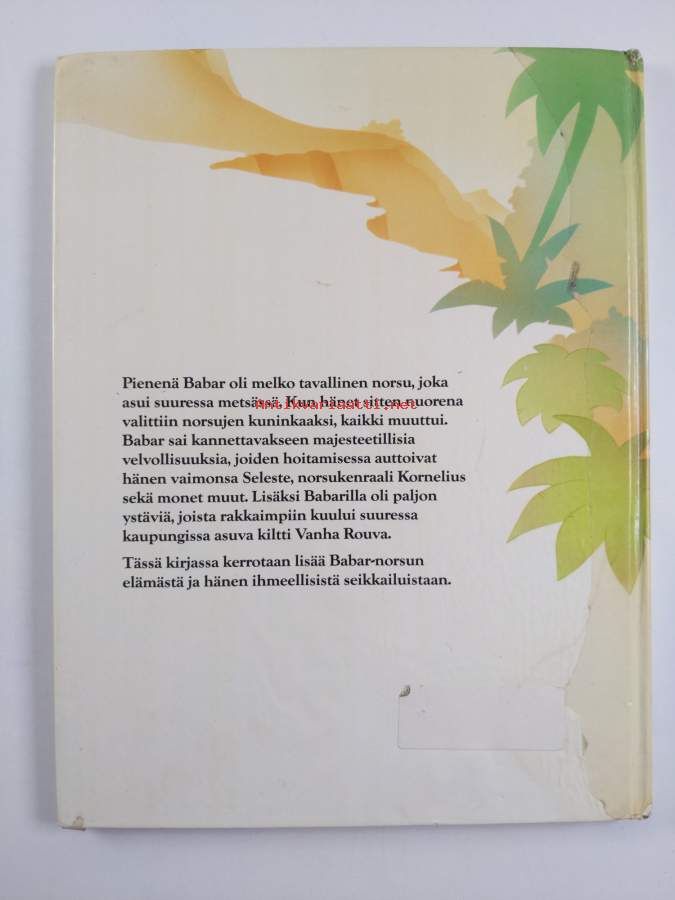 Pienenä Babar oli melko tavallinen norsu, joka
asui suuressa metsässä. Kun hänet sitten nuorena
Antikvariaatti.net
valittiin norsujen kuninkaaksi, kaikki muuttui.
Babar sai kannettavakseen majesteetillisia
velvollisuuksia, joiden hoitamisessa auttoivat
hänen vaimonsa Seleste, norsukenraali Kornelius
sekä monet muut. Lisäksi Babarilla oli paljon
ystäviä, joista rakkaimpiin kuului suuressa
kaupungissa asuva kiltti Vanha Rouva.
Tässä kirjassa kerrotaan lisää Babar-norsun
elämästä ja hänen ihmeellisistä seikkailuistaan.